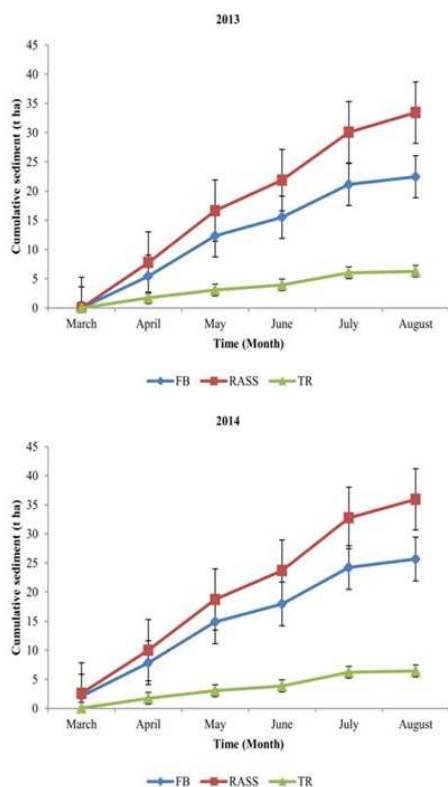 2013
45
40
35
30
25
20
15
10
5
0
Cumulative sediment (t ha)
March April May June July August
Time (Month)
FB RASS TR
2014
45
40
35
30
25
20
15
10
5
0
Cumulative sediment (t ha)
March April May June July August
Time (Month)
FB RASS TR